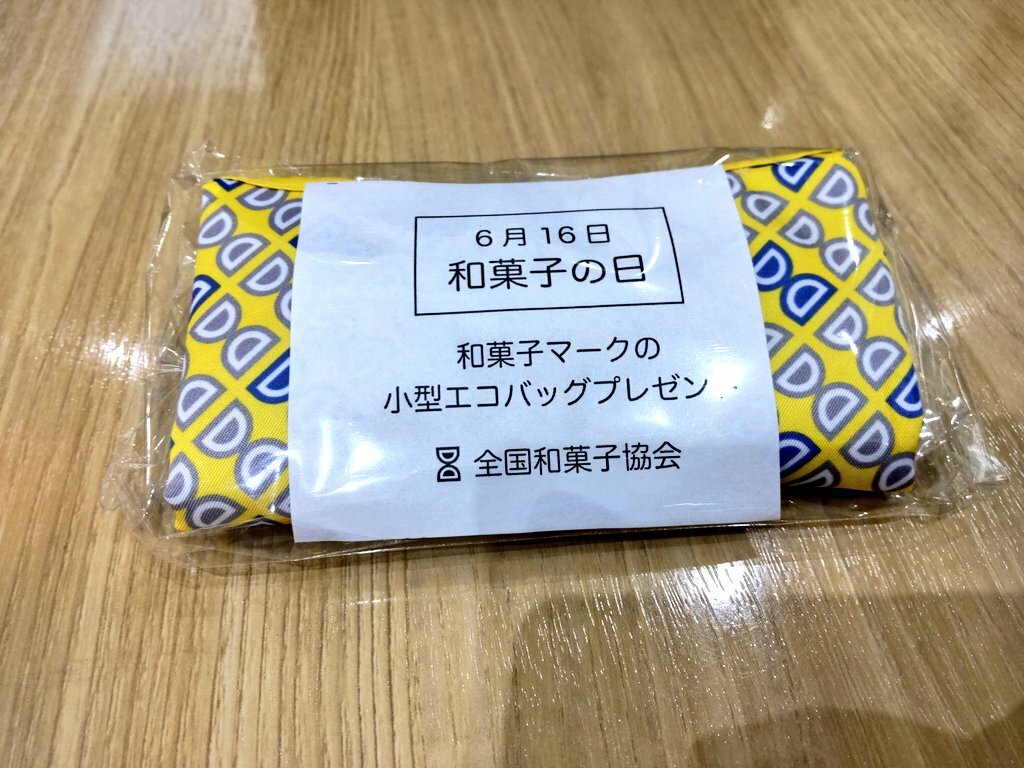 6月16日
和菓子の日
和菓子マークの
小型エコバッグプレゼン
全国和菓子協会